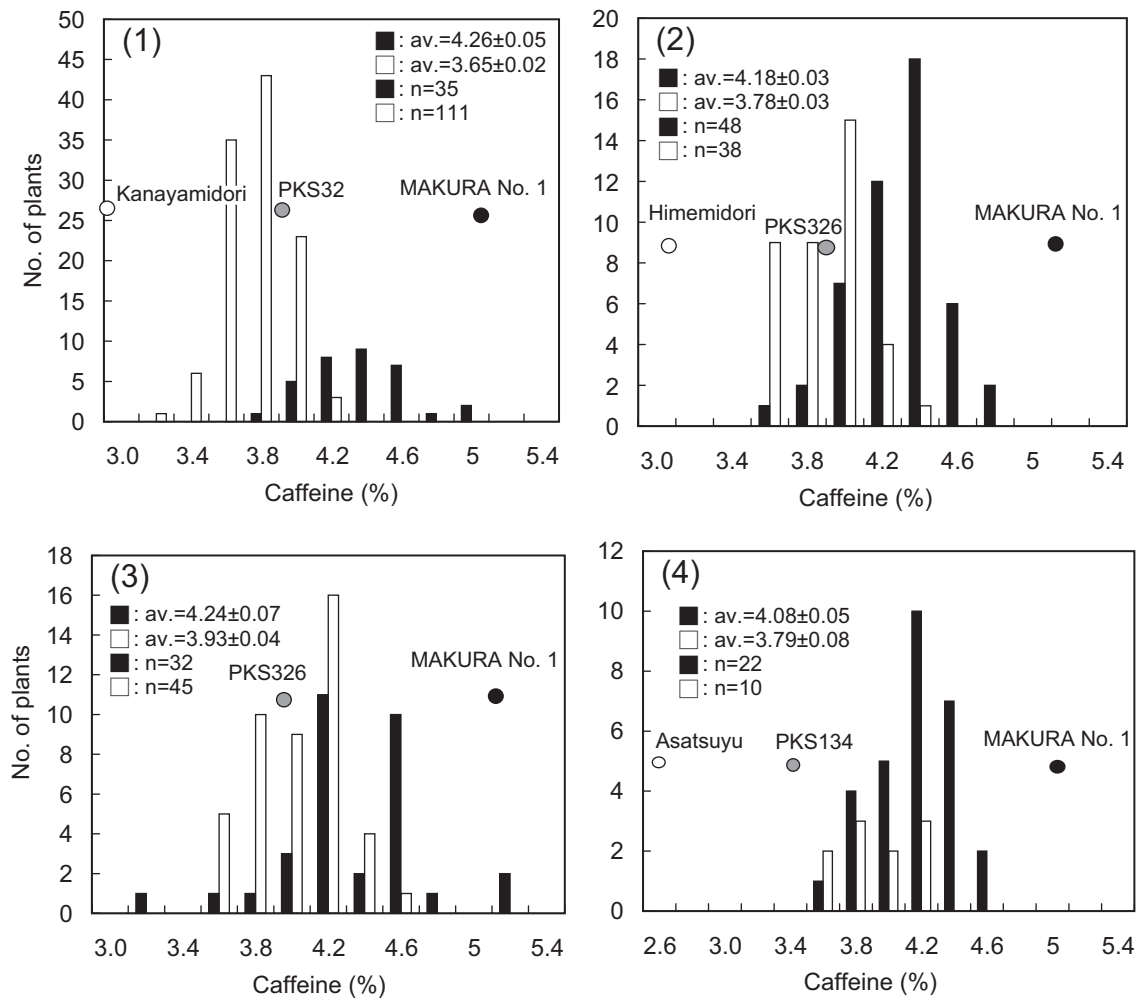 (1)
■: av.=4.26±0.05
□: av.=3.65±0.02
■: n=35
□: n=111
50
45
40
35
30
25
20
15
10
5
0
No. of plants
Kanayamidori
PKS32
MAKURA No. 1
3.0 3.4 3.8 4.2 4.6 5 5.4
Caffeine (%)
(2)
■: av.=4.18±0.03
□: av.=3.78±0.03
■: n=48
□: n=38
20
18
16
14
12
10
8
6
4
2
0
Himemidori
PKS326
MAKURA No. 1
3.0 3.4 3.8 4.2 4.6 5 5.4
Caffeine (%)
(3)
■: av.=4.24±0.07
□: av.=3.93±0.04
■: n=32
□: n=45
18
16
14
12
10
8
6
4
2
0
No. of plants
PKS326
MAKURA No. 1
3.0 3.4 3.8 4.2 4.6 5 5.4
Caffeine (%)
(4)
■: av.=4.08±0.05
□: av.=3.79±0.08
■: n=22
□: n=10
12
10
8
6
4
2
0
Asatsuyu
PKS134
MAKURA No. 1
2.6 3.0 3.4 3.8 4.2 4.6 5 5.4
Caffeine (%)